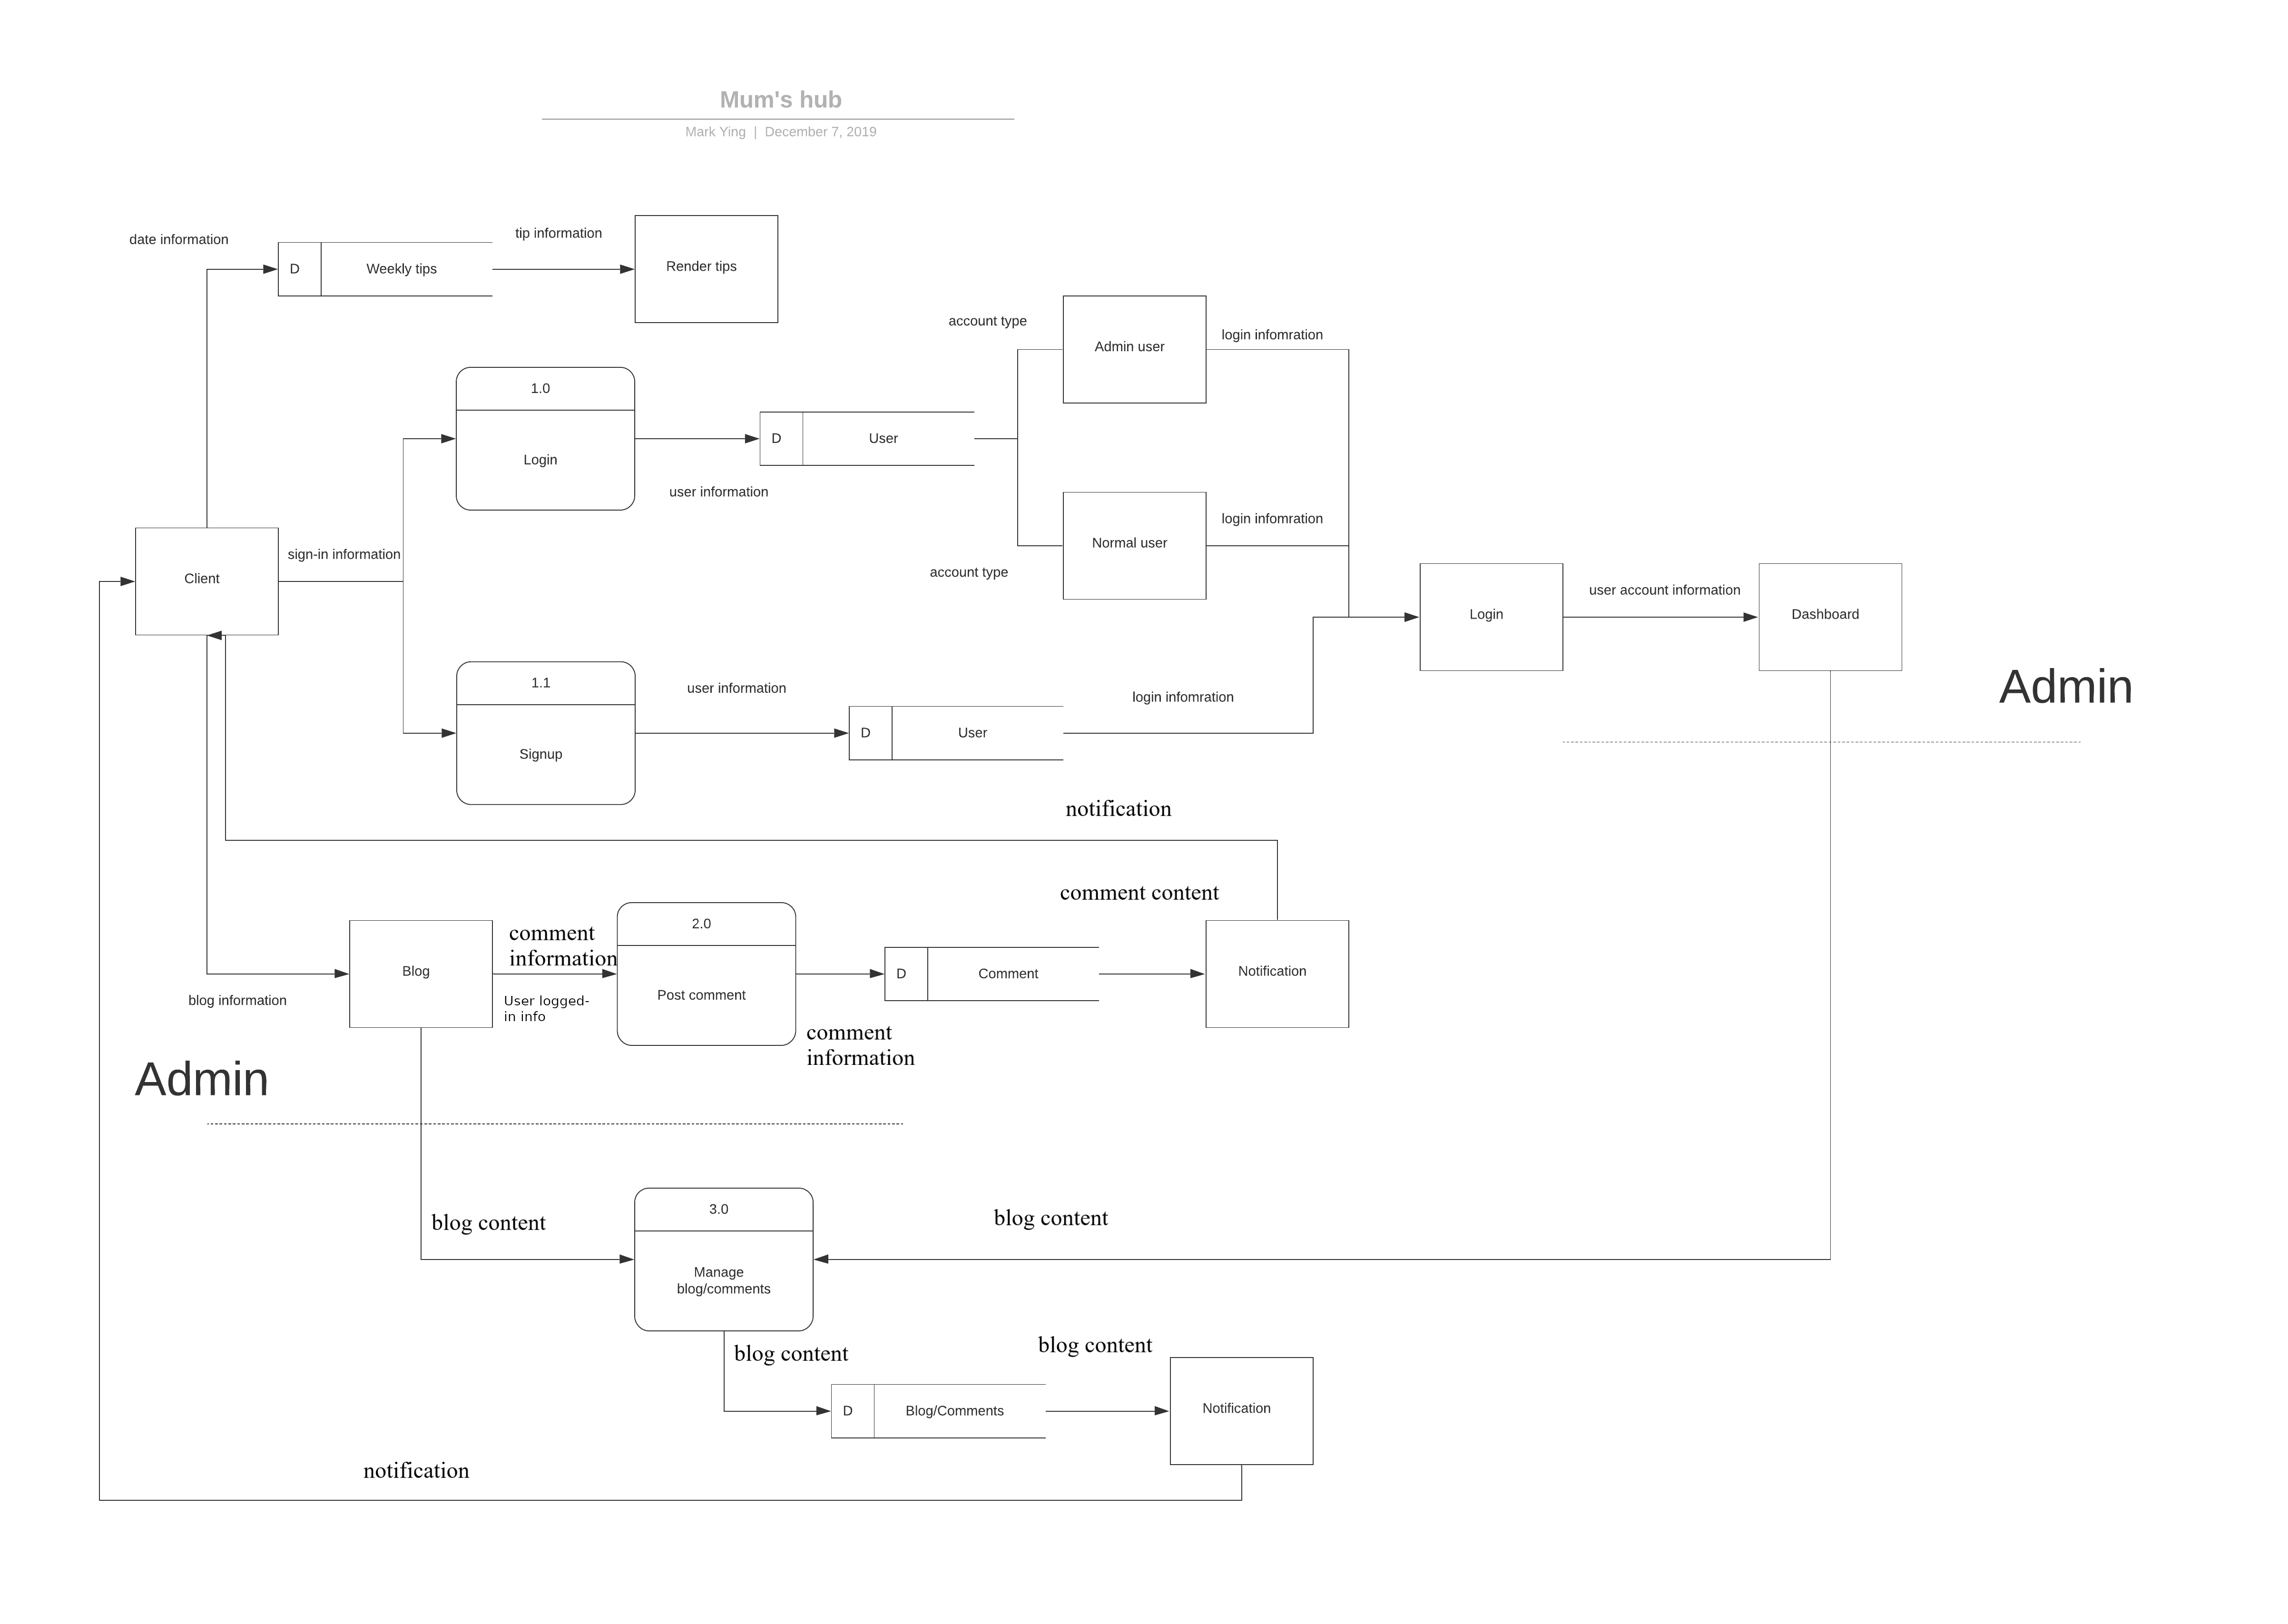 Mum's hub
Mark Ying | December 7, 2019
date information
D
Weekly tips
tip information
Render tips
account type
Admin user
login infomration
1.0
Login
user information
D
User
Normal user
login infomration
account type
Client
sign-in information
Login
user account information
Dashboard
Admin
1.1
Signup
user information
D
User
login infomration
notification
comment content
Blog
blog information
comment
information
User logged-
in info
2.0
Post comment
comment
information
D
Comment
Notification
Admin
blog content
3.0
Manage
blog/comments
blog content
blog content
D
Blog/Comments
blog content
Notification
notification